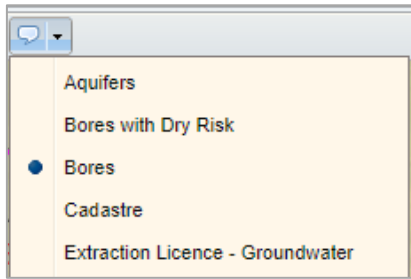 Aquifers
Bores with Dry Risk
Bores
Cadastre
Extraction Licence - Groundwater